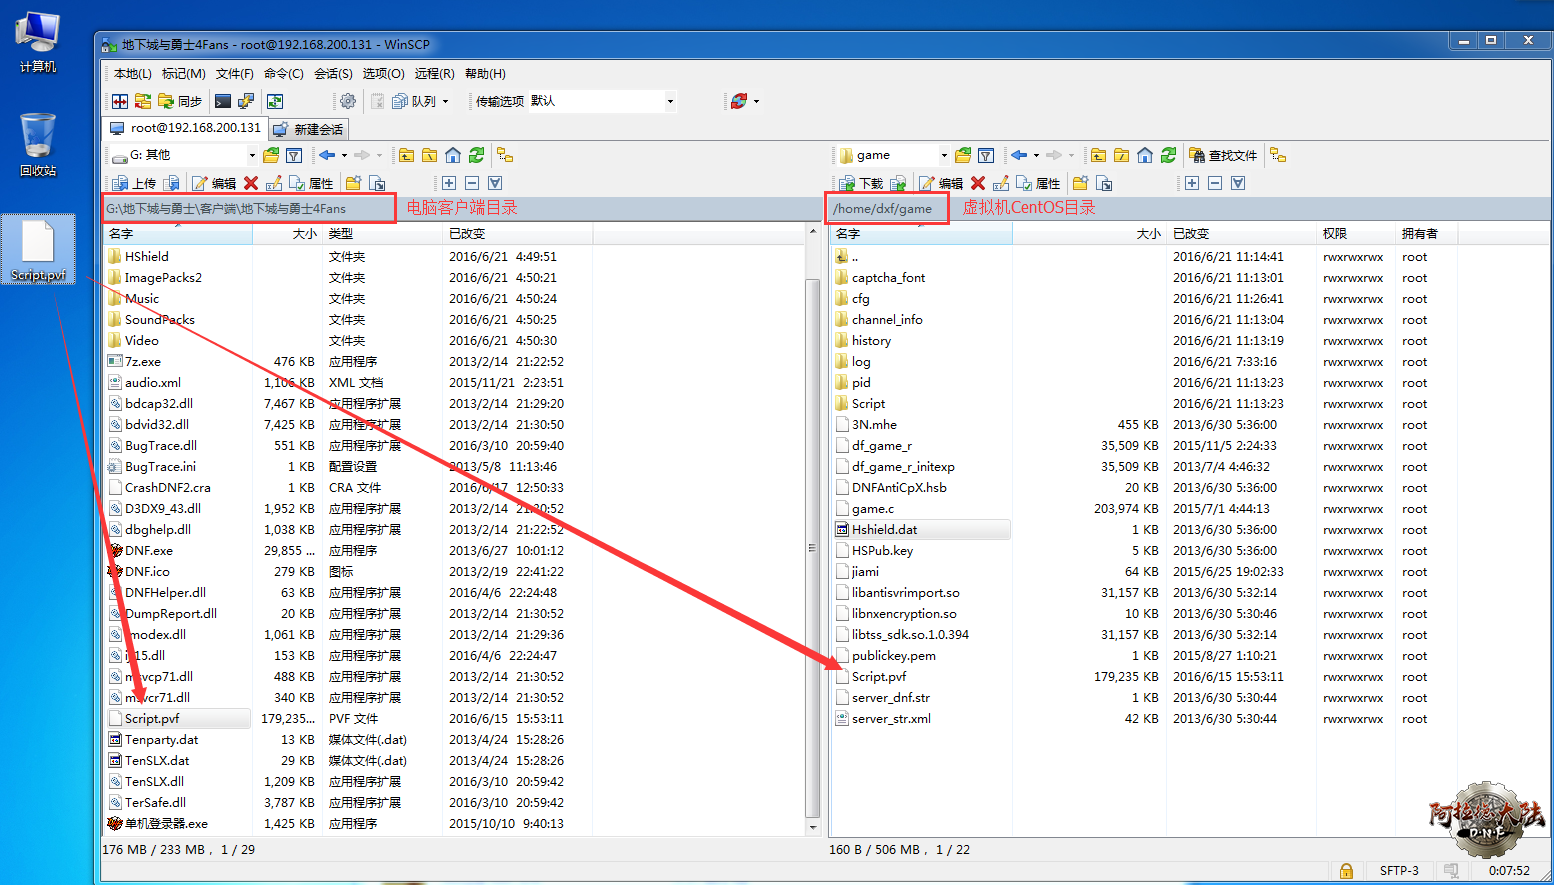 计算机
回收站
Script.pvf
地下城与勇士4Fans - root@192.168.200.131 - WinSCP
本地(L) 标记(M) 文件(F) 命令(C) 会话(S) 选项(O) 远程(R) 帮助(H)
同步 队列 传输选项 默认
root@192.168.200.131 新建会话
G: 其他
上传 编辑 属性
G:\地下城与勇士\客户端\地下城与勇士4Fans 电脑客户端目录
名字 大小 类型 已改变
HShield 文件夹 2016/6/21 4:49:51
ImagePacks2 文件夹 2016/6/21 4:50:21
Music 文件夹 2016/6/21 4:50:24
SoundPacks 文件夹 2016/6/21 4:50:25
Video 文件夹 2016/6/21 4:50:30
7z.exe 476 KB 应用程序 2013/2/14 21:22:52
audio.xml 1,106 KB XML 文档 2015/11/21 2:23:51
bdcap32.dll 7,467 KB 应用程序扩展 2013/2/14 21:29:20
bdvid32.dll 7,425 KB 应用程序扩展 2013/2/14 21:30:50
BugTrace.dll 551 KB 应用程序扩展 2016/3/10 20:59:40
BugTrace.ini 1 KB 配置设置 2013/5/8 11:13:46
CrashDNF2.cra 1 KB CRA 文件 2016/6/17 12:50:33
D3DX9_43.dll 1,952 KB 应用程序扩展 2013/2/14 21:30:52
dbghelp.dll 1,038 KB 应用程序扩展 2013/2/14 21:22:52
DNF.exe 29,855 ... 应用程序 2013/6/27 10:01:12
DNF.ico 279 KB 图标 2013/2/19 22:41:22
DNFHelper.dll 63 KB 应用程序扩展 2016/4/6 22:24:48
DumpReport.dll 20 KB 应用程序扩展 2013/2/14 21:30:52
modex.dll 1,061 KB 应用程序扩展 2013/2/14 21:29:36
15.dll 153 KB 应用程序扩展 2016/4/6 22:24:47
msvcp71.dll 488 KB 应用程序扩展 2013/2/14 21:30:52
msvcr71.dll 340 KB 应用程序扩展 2013/2/14 21:30:52
Script.pvf 179,235... PVF 文件 2016/6/15 15:53:11
Tenparty.dat 13 KB 媒体文件(.dat) 2013/4/24 15:28:26
TenSLX.dat 29 KB 媒体文件(.dat) 2013/4/24 15:28:26
TenSLX.dll 1,209 KB 应用程序扩展 2016/3/10 20:59:42
TerSafe.dll 3,787 KB 应用程序扩展 2016/3/10 20:59:42
单机登录器.exe 1,425 KB 应用程序 2015/10/10 9:40:13
176 MB / 233 MB , 1 / 29
game 查找文件
下载 编辑 属性
/home/dxf/game 虚拟机CentOS目录
名字 大小 已改变 权限 拥有者
.. 2016/6/21 11:14:41 rwxrwxrwx root
captcha_font 2016/6/21 11:13:01 rwxrwxrwx root
cfg 2016/6/21 11:26:41 rwxrwxrwx root
channel_info 2016/6/21 11:13:04 rwxrwxrwx root
history 2016/6/21 11:13:19 rwxrwxrwx root
log 2016/6/21 7:33:16 rwxrwxrwx root
pid 2016/6/21 11:13:23 rwxrwxrwx root
Script 2016/6/21 11:13:23 rwxrwxrwx root
3N.mhe 455 KB 2013/6/30 5:36:00 rwxrwxrwx root
df_game_r 35,509 KB 2015/11/5 2:24:33 rwxrwxrwx root
df_game_r_initexp 35,509 KB 2013/7/4 4:46:32 rwxrwxrwx root
DNFAntiCpX.hsb 20 KB 2013/6/30 5:36:00 rwxrwxrwx root
game.c 203,974 KB 2015/7/1 4:44:13 rwxrwxrwx root
Hshield.dat 1 KB 2013/6/30 5:36:00 rwxrwxrwx root
HSPub.key 5 KB 2013/6/30 5:36:00 rwxrwxrwx root
jiami 64 KB 2015/6/25 19:02:33 rwxrwxrwx root
libantisvrimport.so 31,157 KB 2013/6/30 5:32:14 rwxrwxrwx root
libnxencryption.so 10 KB 2013/6/30 5:30:46 rwxrwxrwx root
libtss_sdk.so.1.0.394 31,157 KB 2013/6/30 5:32:14 rwxrwxrwx root
publickey.pem 1 KB 2015/8/27 1:10:21 rwxrwxrwx root
Script.pvf 179,235 KB 2016/6/15 15:53:11 rwxrwxrwx root
server_dnf.str 1 KB 2013/6/30 5:30:44 rwxrwxrwx root
server_str.xml 42 KB 2013/6/30 5:30:44 rwxrwxrwx root
160 B / 506 MB , 1 / 22
阿拉德大陆
D·N·F
SFTP-3 0:07:52